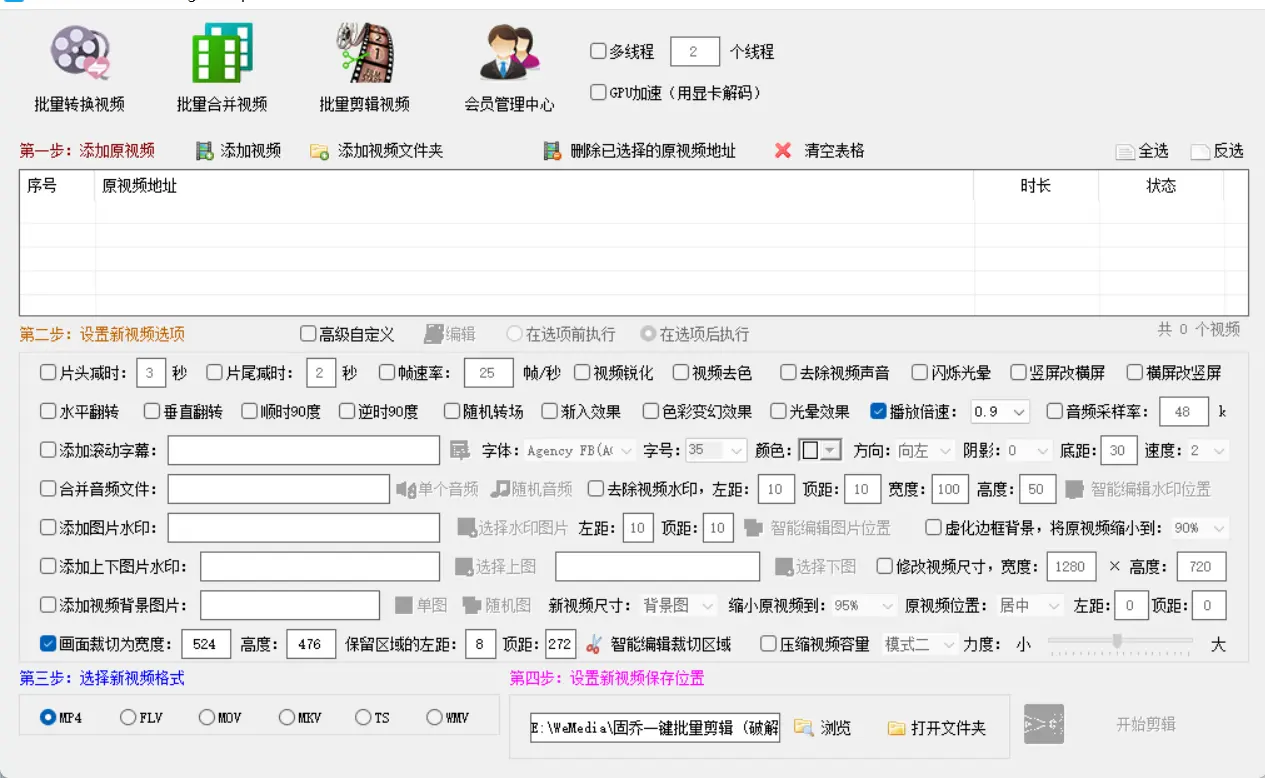 批量转换视频 批量合并视频 批量剪辑视频 会员管理中心
多线程 2 个线程
GPU加速（用显卡解码）
第一步：添加原视频 添加视频 添加视频文件夹 删除已选择的原视频地址 清空表格 全选 反选
序号 原视频地址 时长 状态
第二步：设置新视频选项 高级自定义 编辑 在选项前执行 在选项后执行 共 0 个视频
片头减时： 3 秒 片尾减时： 2 秒 帧速率： 25 帧/秒 视频锐化 视频去色 去除视频声音 闪烁光晕 竖屏改横屏 横屏改竖屏
水平翻转 垂直翻转 顺时90度 逆时90度 随机转场 渐入效果 色彩变幻效果 光晕效果 播放倍速： 0.9 音频采样率： 48 k
添加滚动字幕： 字体： Agency FB 字号： 35 颜色： 方向： 向左 阴影： 0 底距： 30 速度： 2
合并音频文件： 单个音频 随机音频 去除视频水印，左距： 10 顶距： 10 宽度： 100 高度： 50 智能编辑水印位置
添加图片水印： 选择水印图片 左距： 10 顶距： 10 智能编辑图片位置 虚化边框背景，将原视频缩小到： 90%
添加上下图片水印： 选择上图 选择下图 修改视频尺寸，宽度： 1280 × 高度： 720
添加视频背景图片： 单图 随机图 新视频尺寸： 背景图 缩小原视频到： 95% 原视频位置： 居中 左距： 0 顶距： 0
画面裁切为宽度： 524 高度： 476 保留区域的左距： 8 顶距： 272 智能编辑裁切区域 压缩视频容量 模式二 力度： 小 大
第三步：选择新视频格式 第四步：设置新视频保存位置
MP4 FLV MOV MKV TS WMV E:\WeMedia\固乔一键批量剪辑（破解 浏览 打开文件夹 开始剪辑